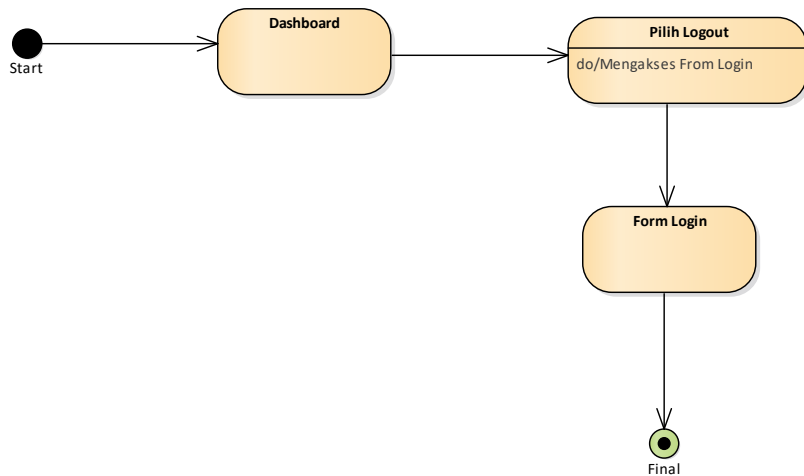 Start
Dashboard
Pilih Logout
do/Mengakses From Login
Form Login
Final